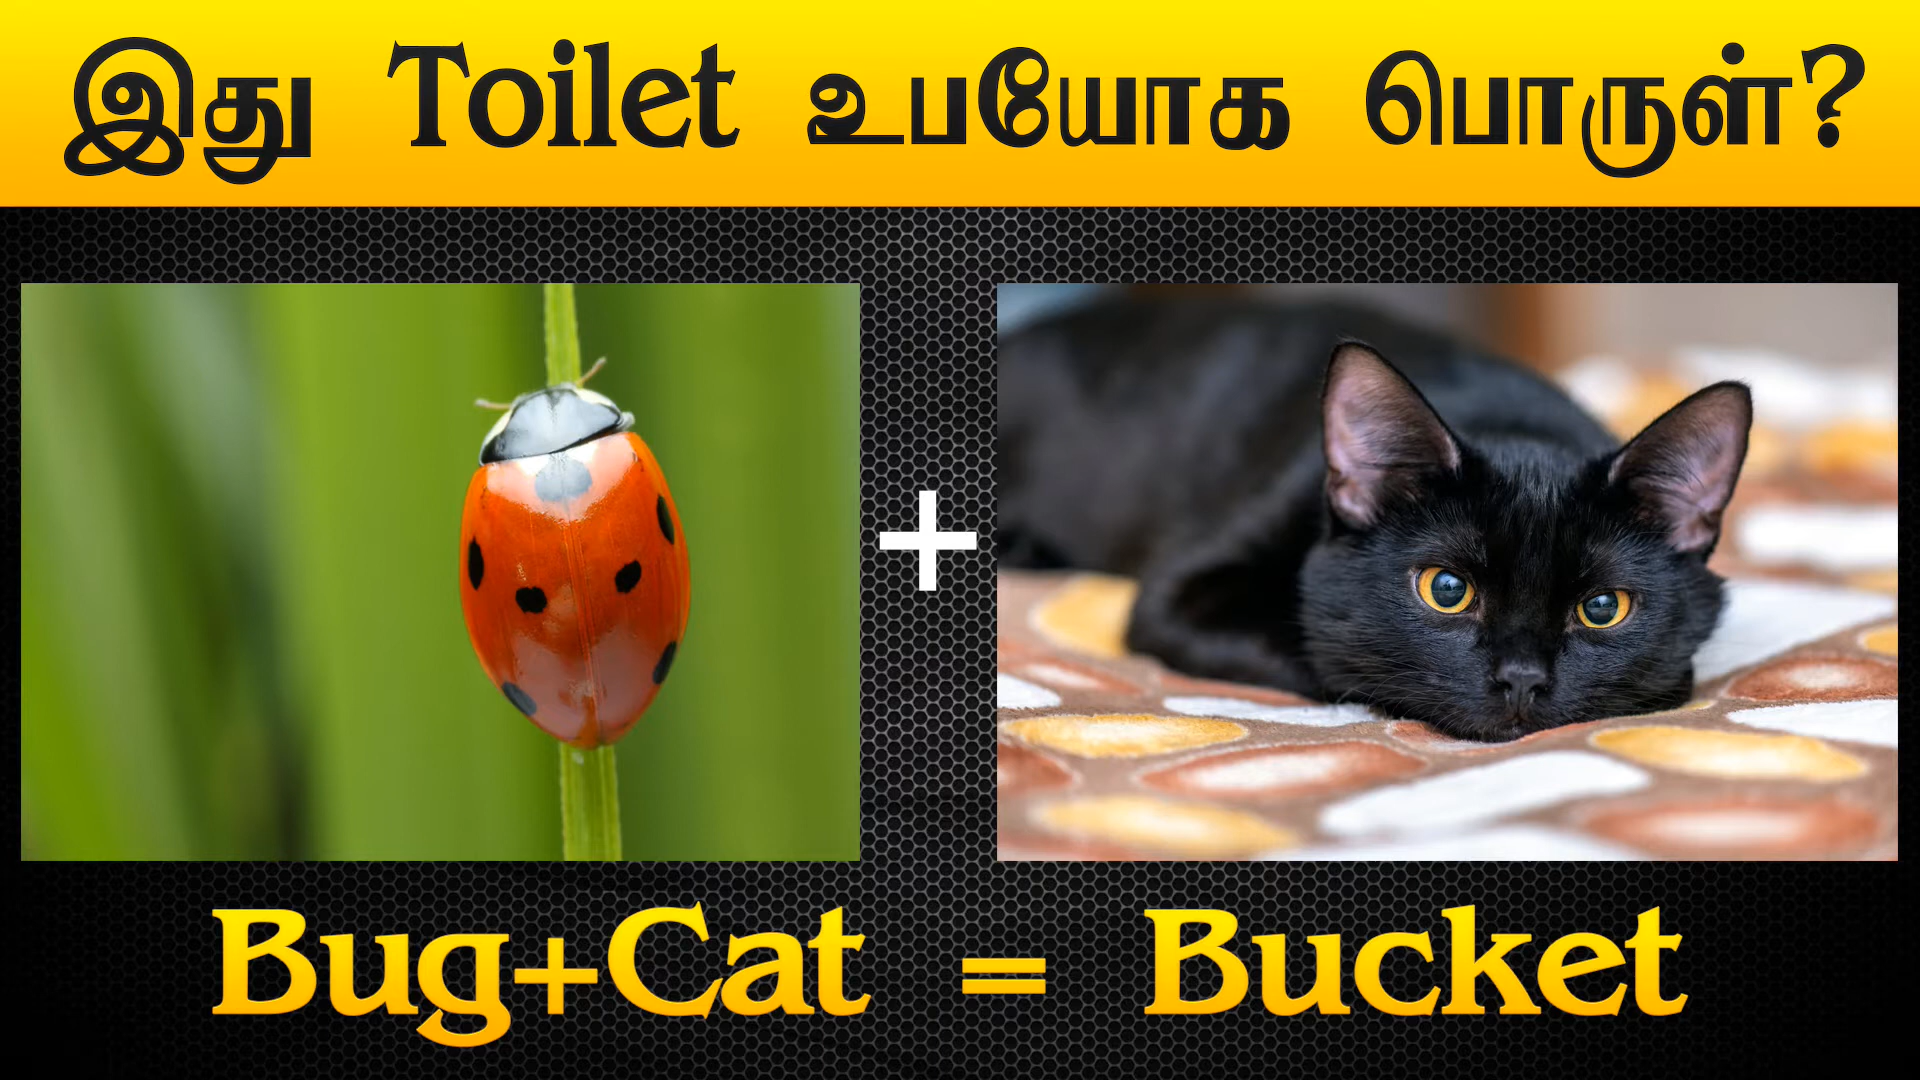 இது Toilet உபயோக பொருள்?
+
Bug+Cat = Bucket